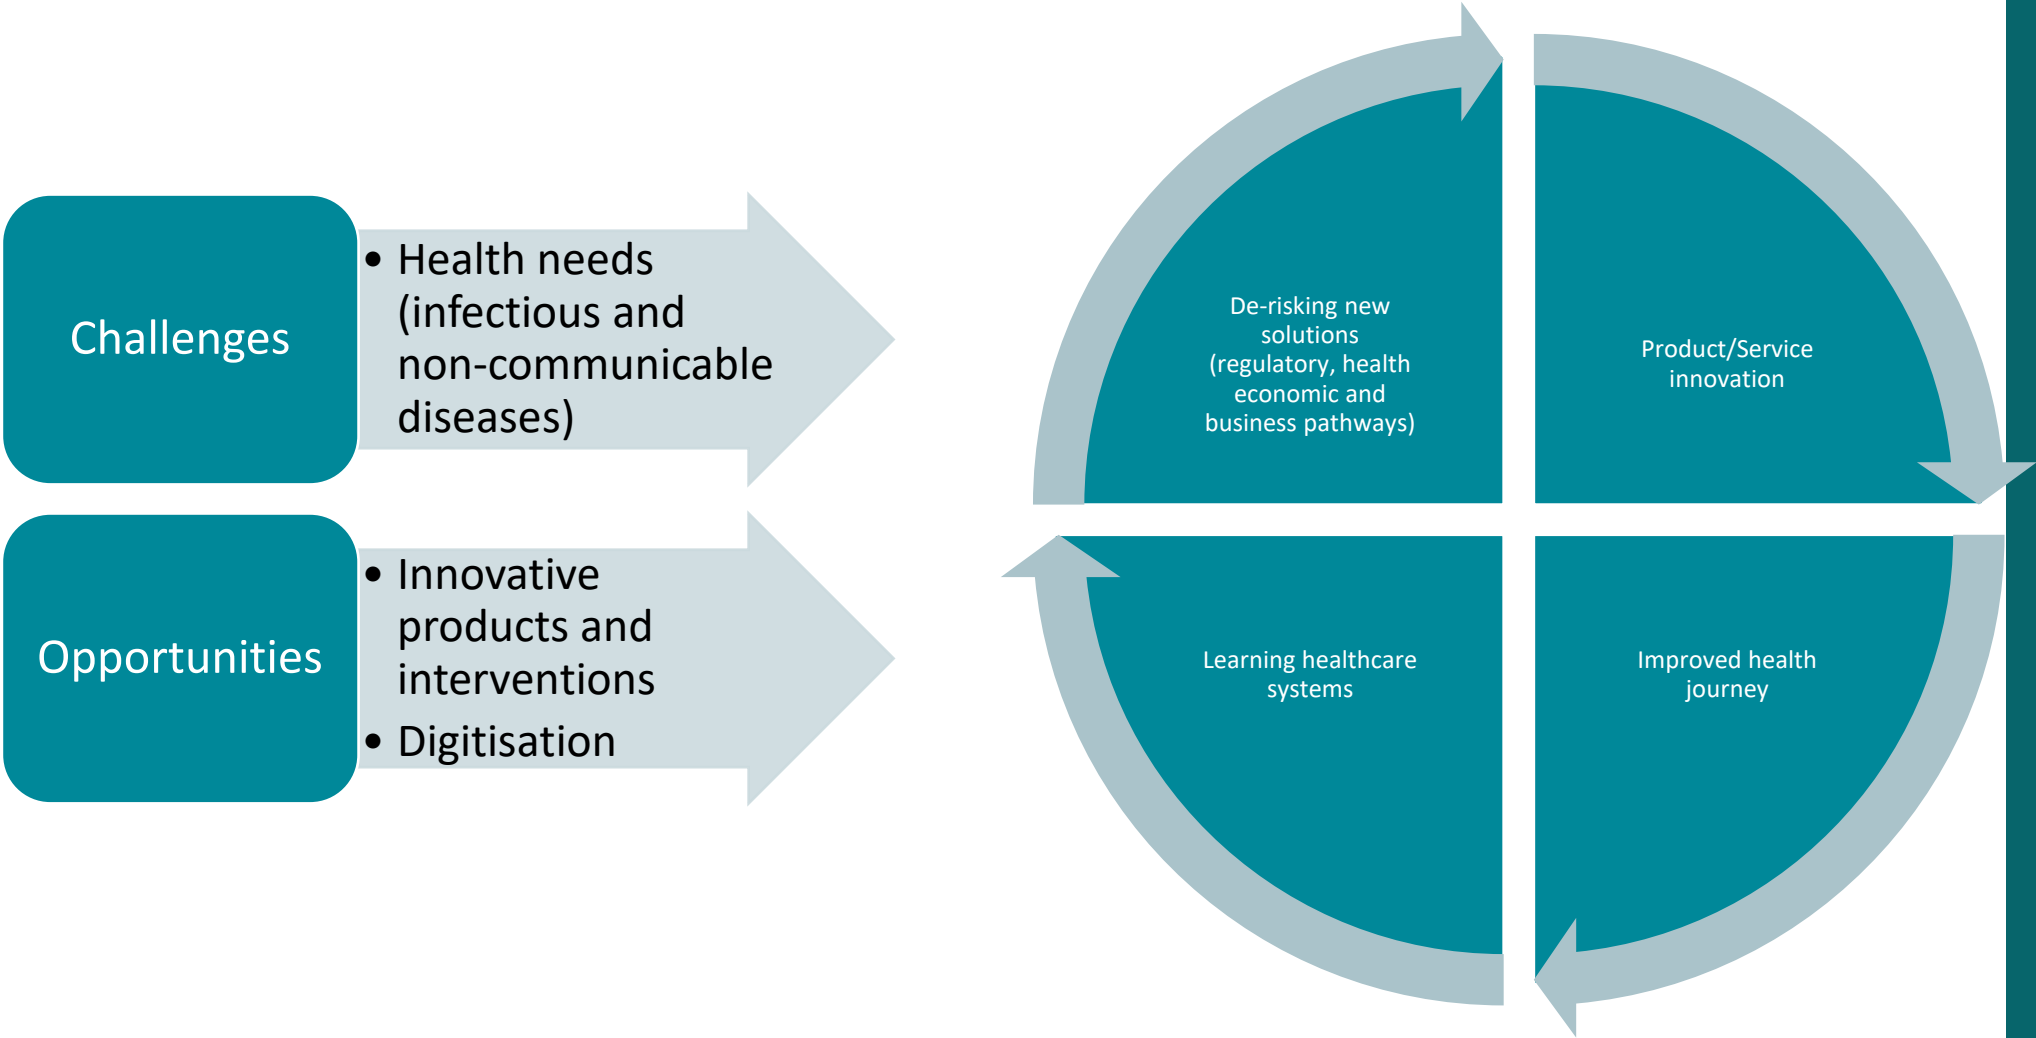 Challenges
• Health needs
(infectious and
non-communicable
diseases)
Opportunities
• Innovative
products and
interventions
• Digitisation
De-risking new
solutions
(regulatory, health
economic and
business pathways)
Product/Service
innovation
Learning healthcare
systems
Improved health
journey